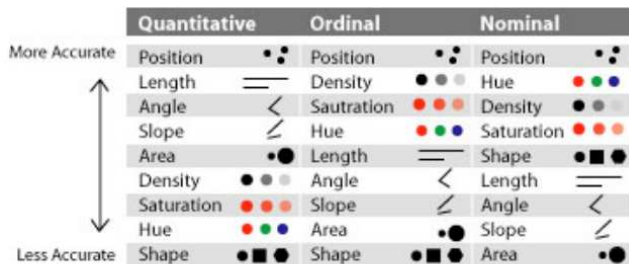 Quantitative Ordinal Nominal
More Accurate Position Position Position
Length Density Hue
Angle Sautration Density
Slope Hue Saturation
Area Length Shape
Density Angle Length
Saturation Slope Angle
Hue Area Slope
Less Accurate Shape Shape Area